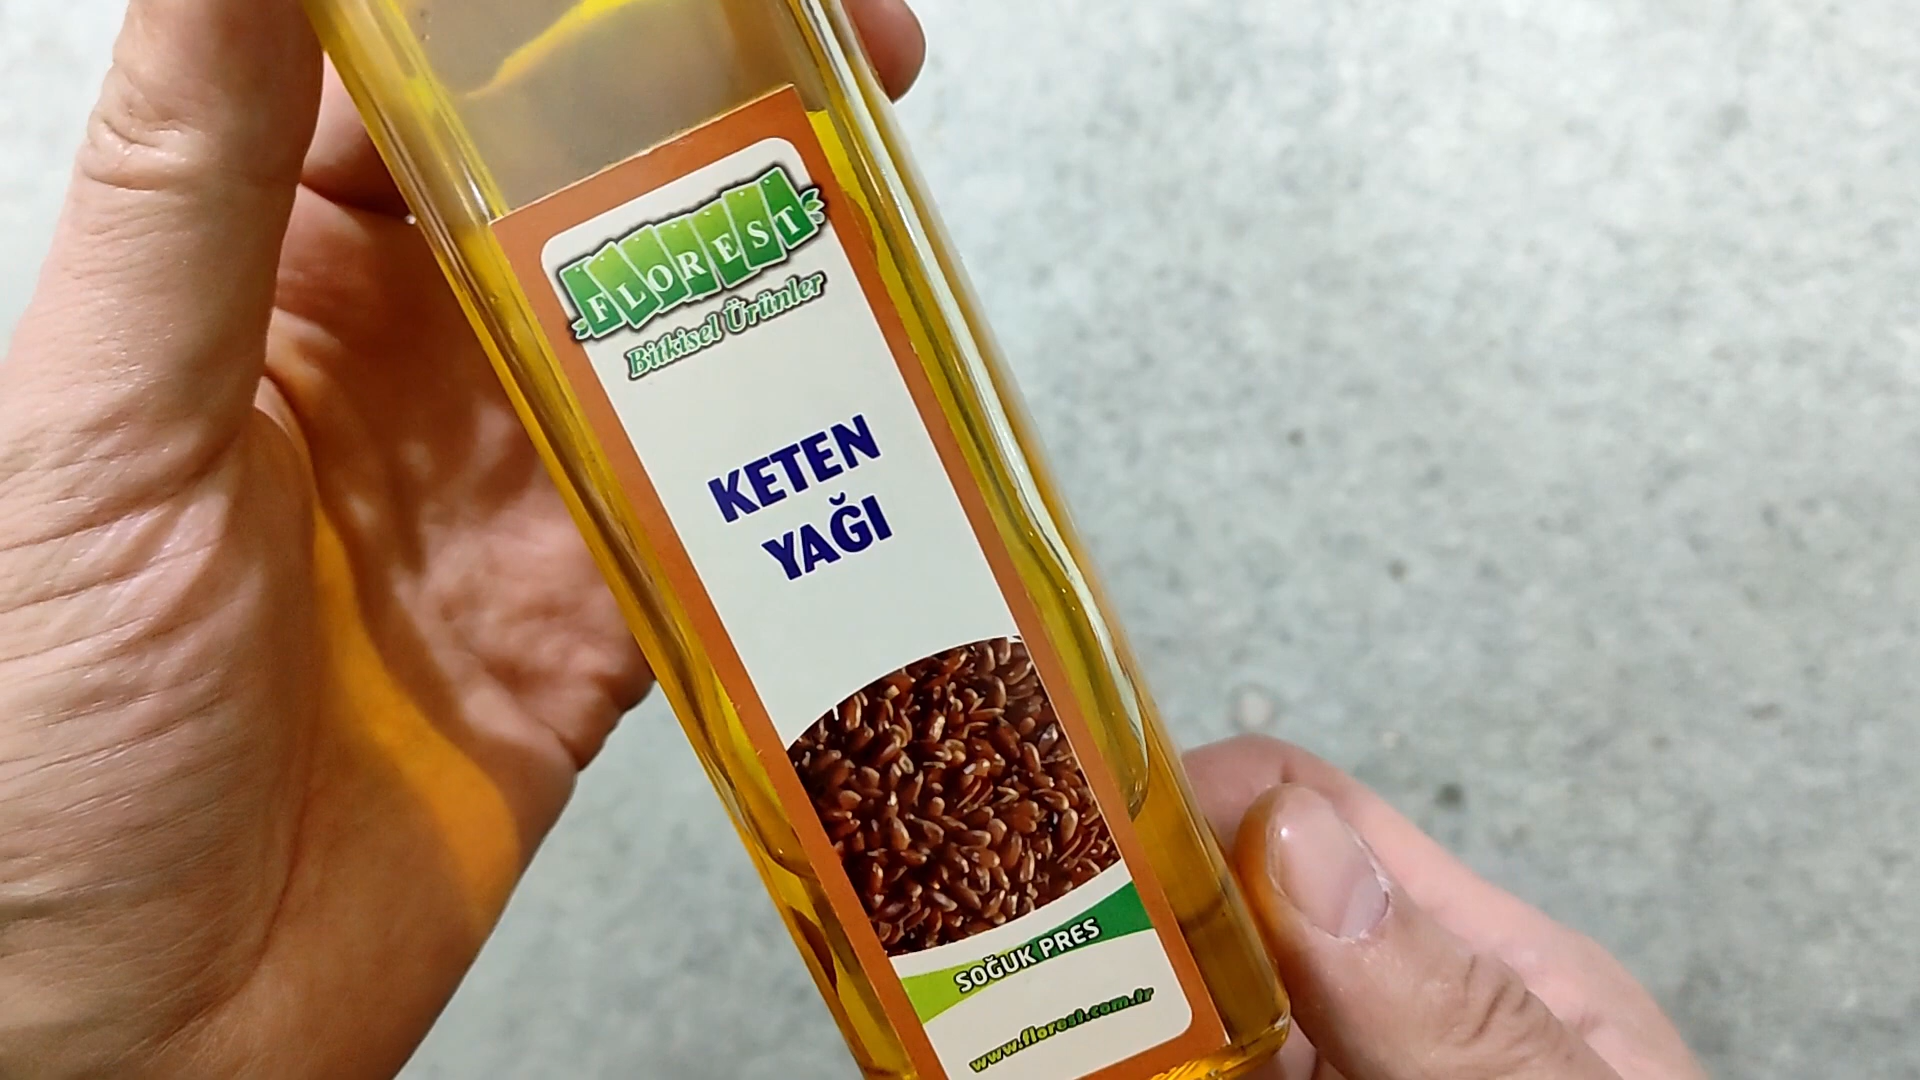 FLOREST
Bitkisel Ürünler
KETEN
YAĞI
SOĞUK PRES
www.florest.com.tr